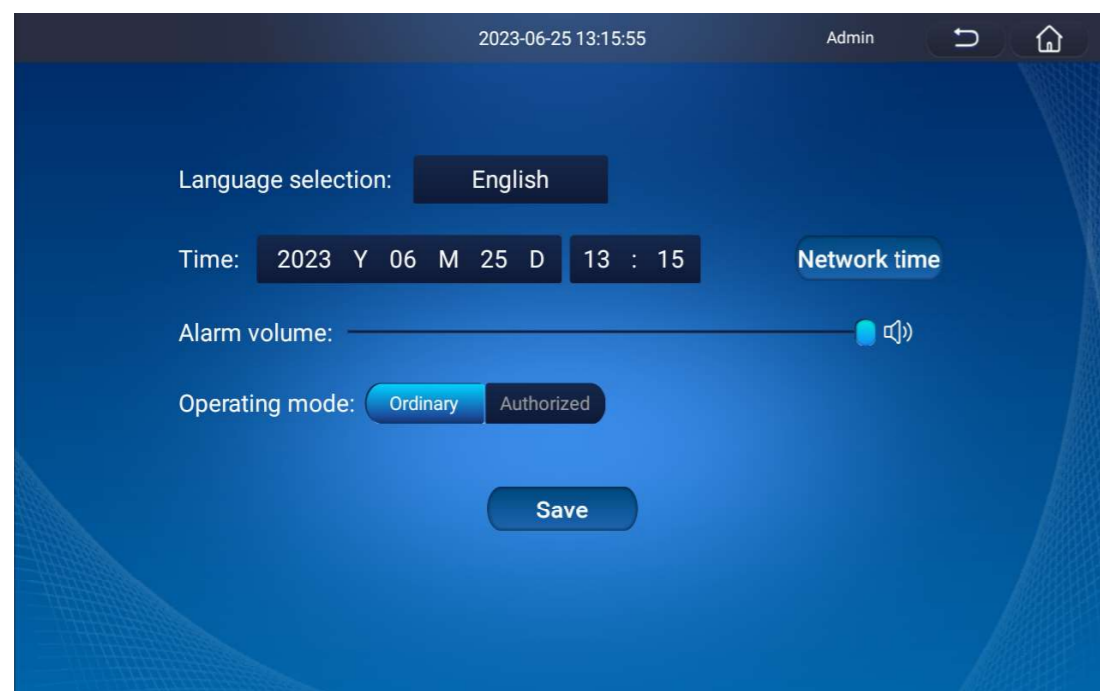 2023-06-25 13:15:55 Admin
Language selection: English
Time: 2023 Y 06 M 25 D 13 : 15 Network time
Alarm volume:
Operating mode: Ordinary Authorized
Save